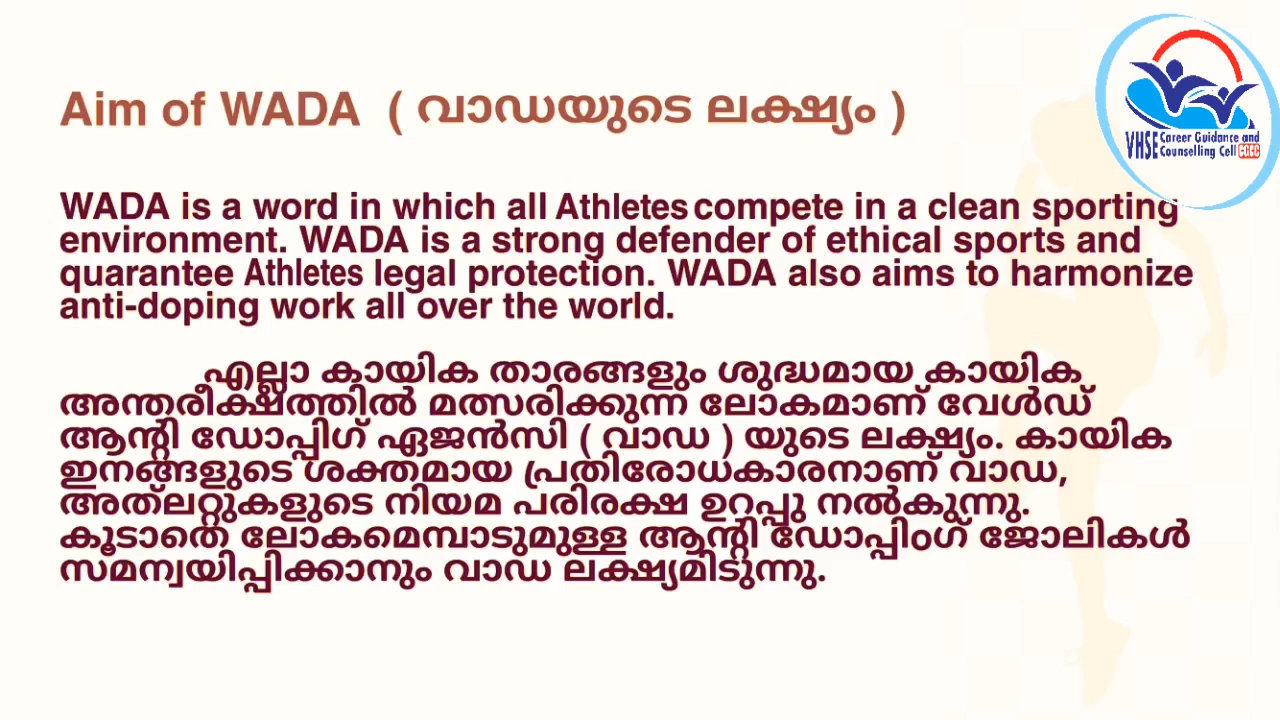 Aim of WADA ( വാഡയുടെ ലക്ഷ്യം )
VHSE Career Guidance and
Counselling Cell CGCC
WADA is a word in which all Athletes compete in a clean sporting
environment. WADA is a strong defender of ethical sports and
quarantee Athletes legal protection. WADA also aims to harmonize
anti-doping work all over the world.
എല്ലാ കായിക താരങ്ങളും ശുദ്ധമായ കായിക
അന്തരീക്ഷത്തിൽ മത്സരിക്കുന്ന ലോകമാണ് വേൾഡ്
ആന്റി ഡോപ്പിഗ് ഏജൻസി ( വാഡ ) യുടെ ലക്ഷ്യം. കായിക
ഇനങ്ങളുടെ ശക്തമായ പ്രതിരോധകാരനാണ് വാഡ,
അത്ലറ്റുകളുടെ നിയമ പരിരക്ഷ ഉറപ്പു നൽകുന്നു.
കൂടാതെ ലോകമെമ്പാടുമുള്ള ആന്റി ഡോപ്പിംഗ് ജോലികൾ
സമന്വയിപ്പിക്കാനും വാഡ ലക്ഷ്യമിടുന്നു.